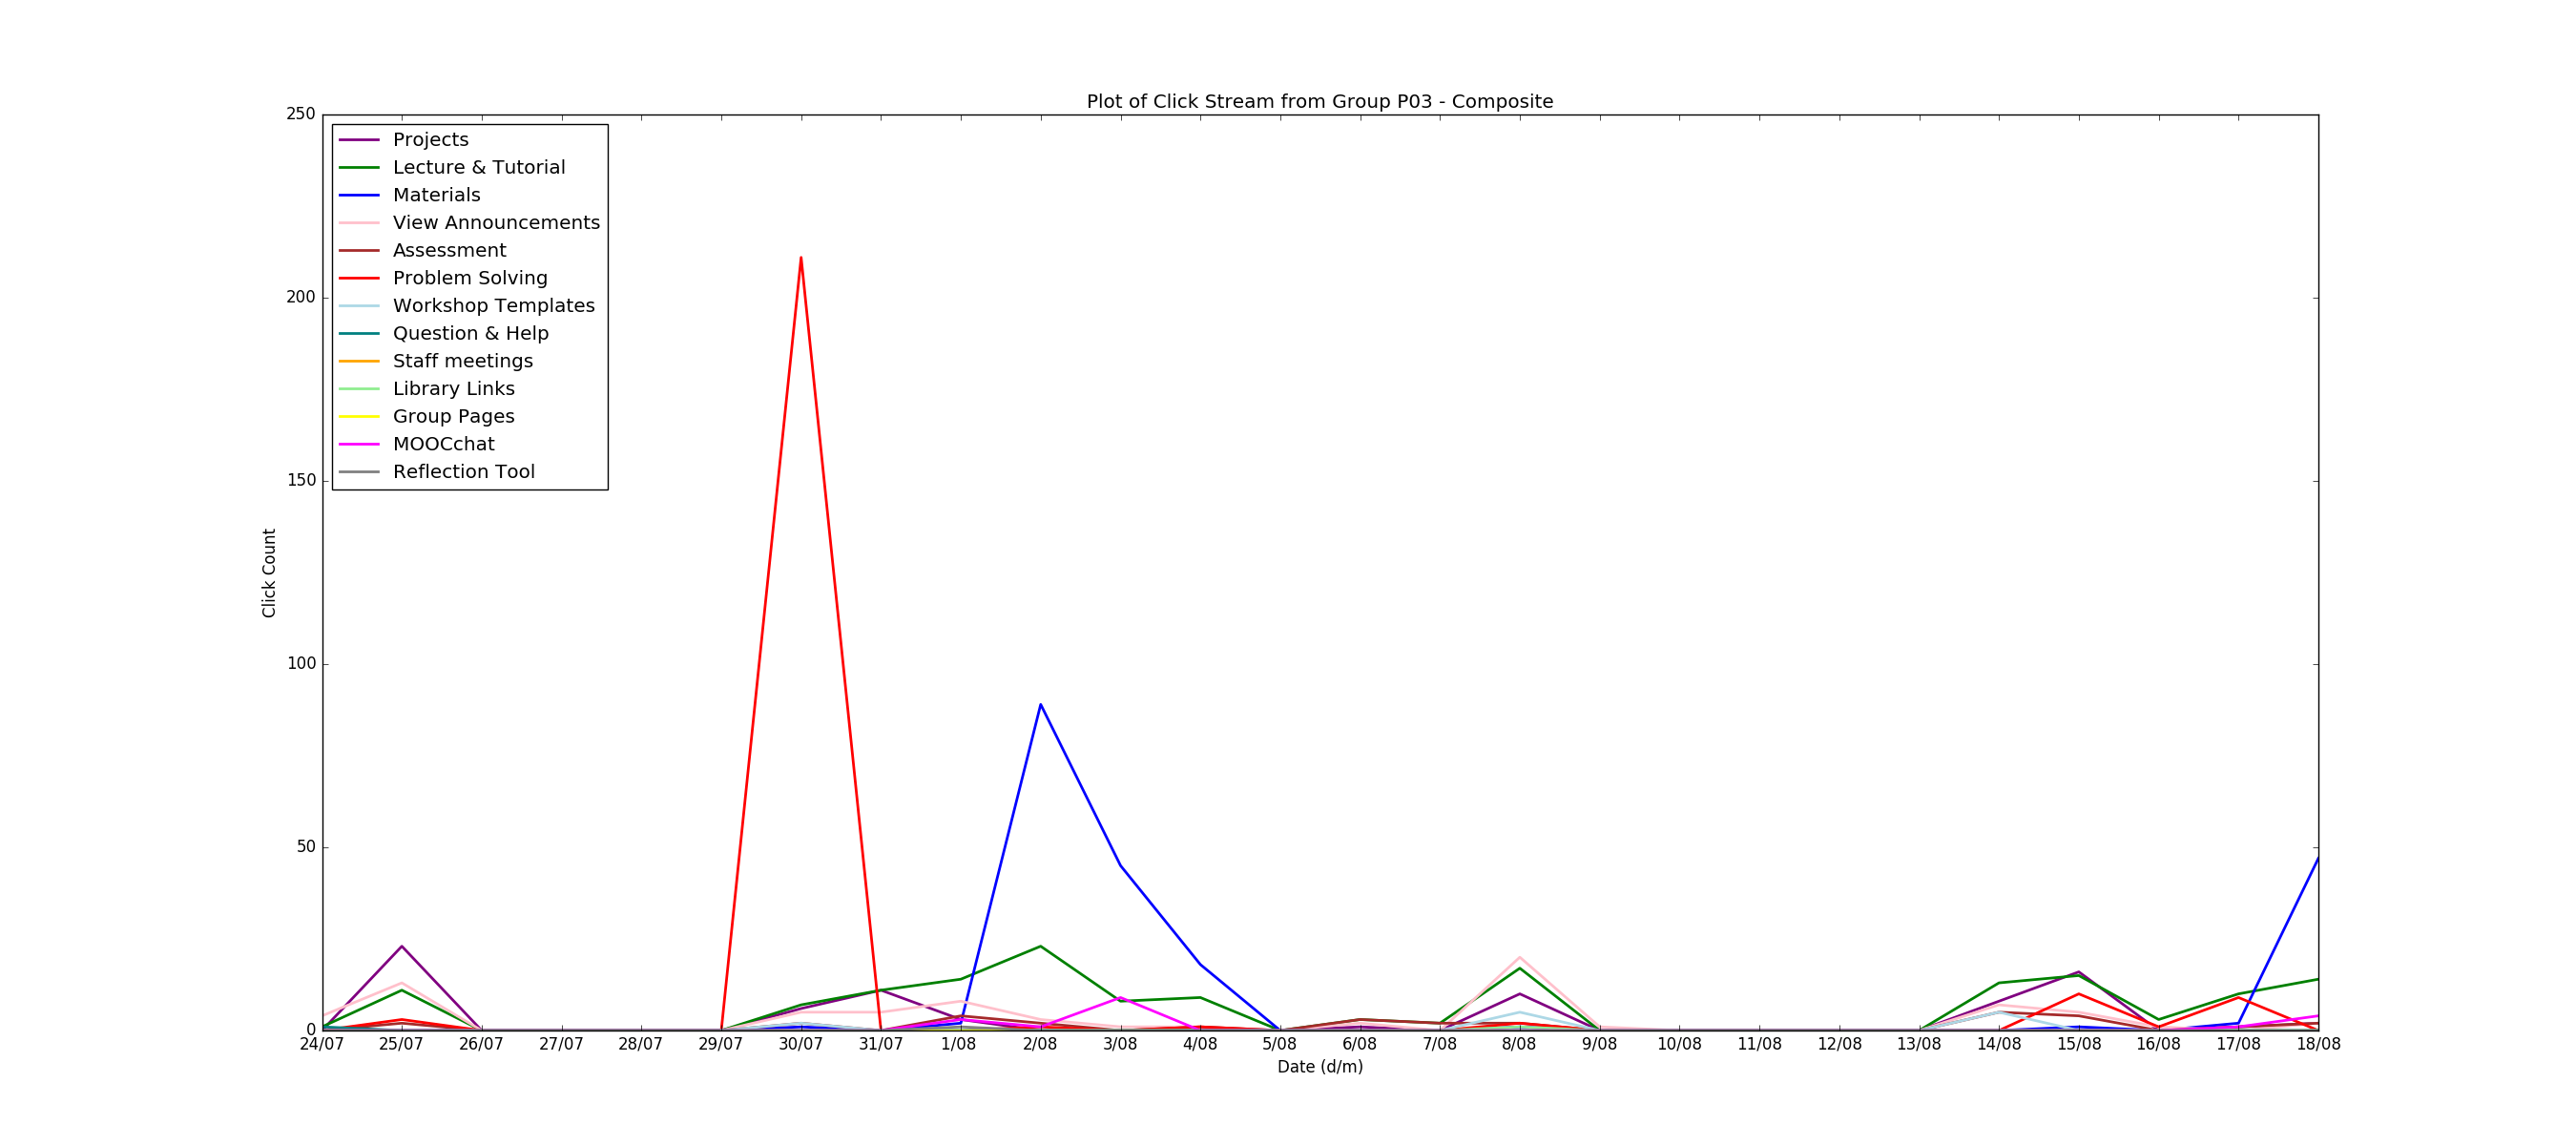 Plot of Click Stream from Group P03 - Composite
250
200
150
100
50
0
Click Count
Projects
Lecture & Tutorial
Materials
View Announcements
Assessment
Problem Solving
Workshop Templates
Question & Help
Staff meetings
Library Links
Group Pages
MOOCchat
Reflection Tool
24/07 25/07 26/07 27/07 28/07 29/07 30/07 31/07 1/08 2/08 3/08 4/08 5/08 6/08 7/08 8/08 9/08 10/08 11/08 12/08 13/08 14/08 15/08 16/08 17/08 18/08
Date (d/m)